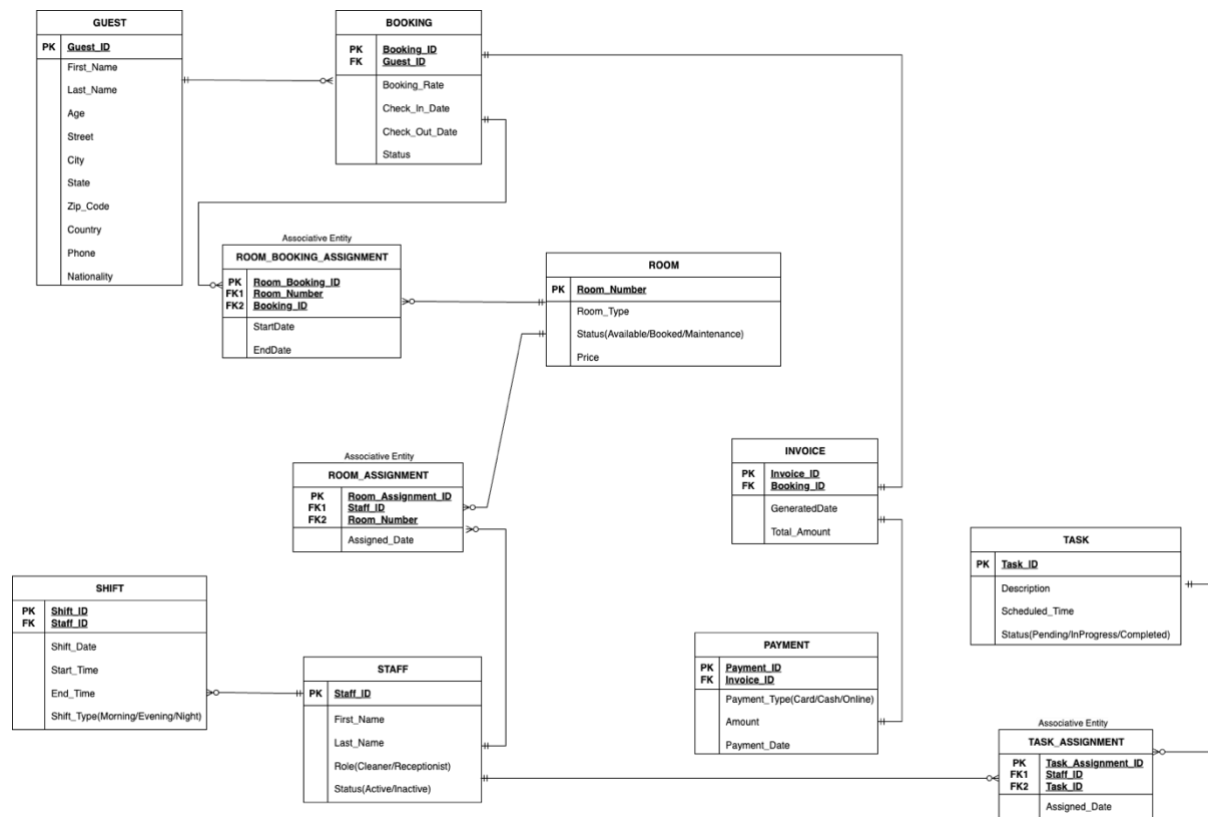 GUEST
PK Guest_ID
First_Name
Last_Name
Age
Street
City
State
Zip_Code
Country
Phone
Nationality
BOOKING
PK Booking_ID
FK Guest_ID
Booking_Rate
Check_In_Date
Check_Out_Date
Status
Associative Entity
ROOM_BOOKING_ASSIGNMENT
PK Room_Booking_ID
FK1 Room_Number
FK2 Booking_ID
StartDate
EndDate
ROOM
PK Room_Number
Room_Type
Status(Available/Booked/Maintenance)
Price
Associative Entity
ROOM_ASSIGNMENT
PK Room_Assignment_ID
FK1 Staff_ID
FK2 Room_Number
Assigned_Date
INVOICE
PK Invoice_ID
FK Booking_ID
GeneratedDate
Total_Amount
TASK
PK Task_ID
Description
Scheduled_Time
Status(Pending/InProgress/Completed)
SHIFT
PK Shift_ID
FK Staff_ID
Shift_Date
Start_Time
End_Time
Shift_Type(Morning/Evening/Night)
STAFF
PK Staff_ID
First_Name
Last_Name
Role(Cleaner/Receptionist)
Status(Active/Inactive)
PAYMENT
PK Payment_ID
FK Invoice_ID
Payment_Type(Card/Cash/Online)
Amount
Payment_Date
Associative Entity
TASK_ASSIGNMENT
PK Task_Assignment_ID
FK1 Staff_ID
FK2 Task_ID
Assigned_Date